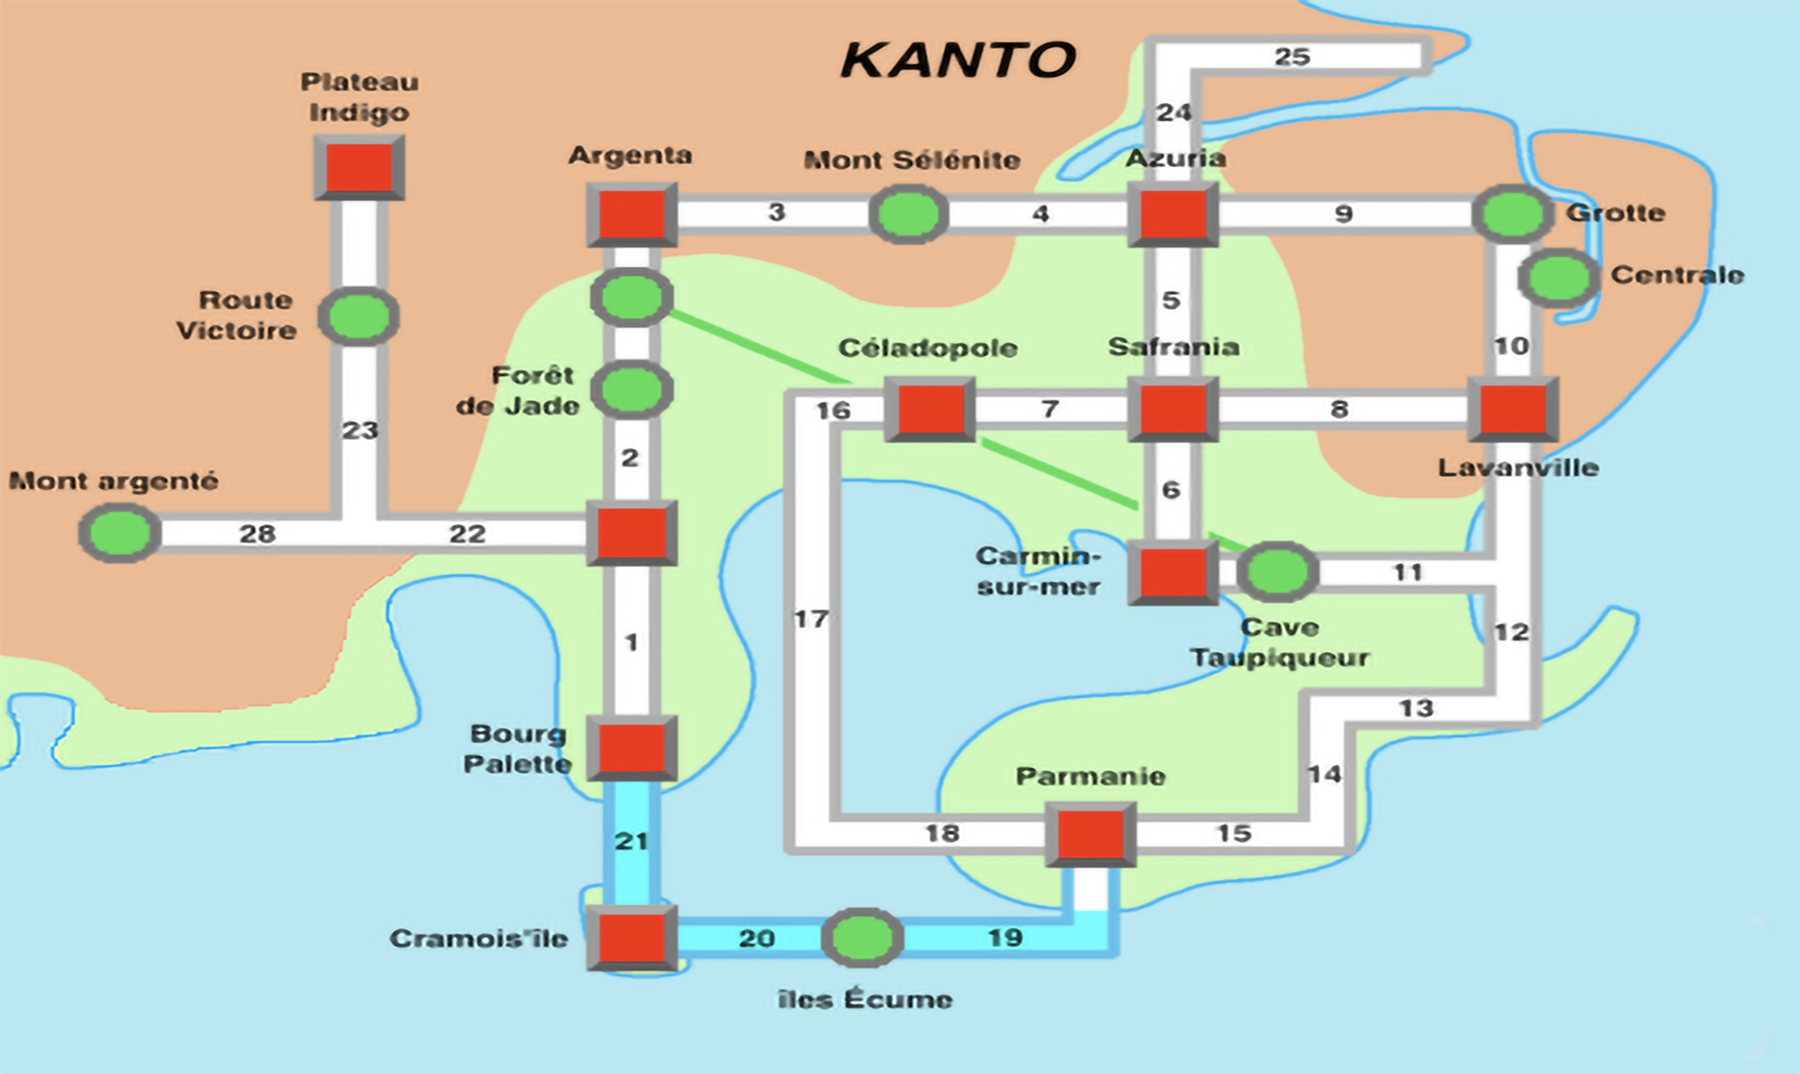 KANTO
25
Plateau
Indigo
24
Argenta
Mont Sélénite
Azuria
3
4
9
Grotte
Centrale
Route
Victoire
5
Céladopole
Safrania
10
Forêt
de Jade
16
7
8
23
2
Lavanville
Mont argenté
6
28
22
Carmin-
sur-mer
11
17
Cave
Taupiqueur
12
1
13
Bourg
Palette
Parmanie
14
21
18
15
Cramois'île
20
19
îles Écume